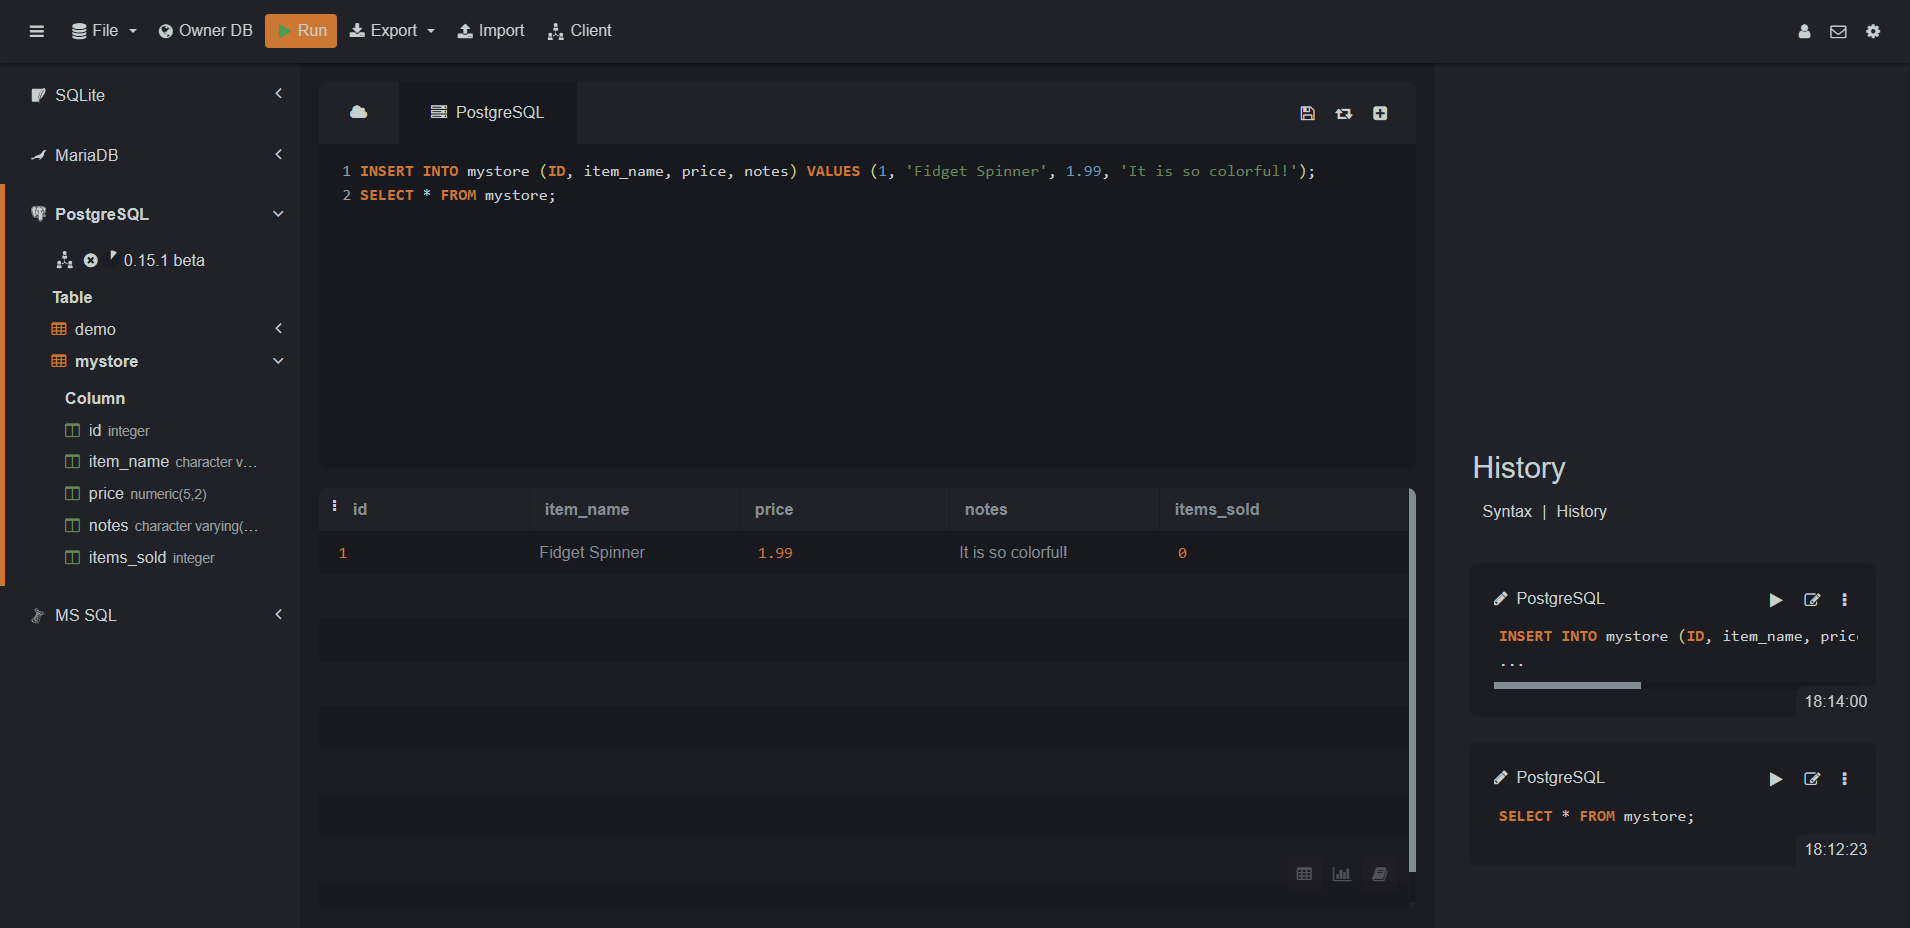 File Owner DB Run Export Import Client
SQLite
MariaDB
PostgreSQL
0.15.1 beta
Table
demo
mystore
Column
id integer
item_name character v...
price numeric(5,2)
notes character varying(...
items_sold integer
MS SQL
PostgreSQL
1 INSERT INTO mystore (ID, item_name, price, notes) VALUES (1, 'Fidget Spinner', 1.99, 'It is so colorful!');
2 SELECT * FROM mystore;
id item_name price notes items_sold
1 Fidget Spinner 1.99 It is so colorful! 0
History
Syntax | History
PostgreSQL
INSERT INTO mystore (ID, item_name, pric
...
18:14:00
PostgreSQL
SELECT * FROM mystore;
18:12:23